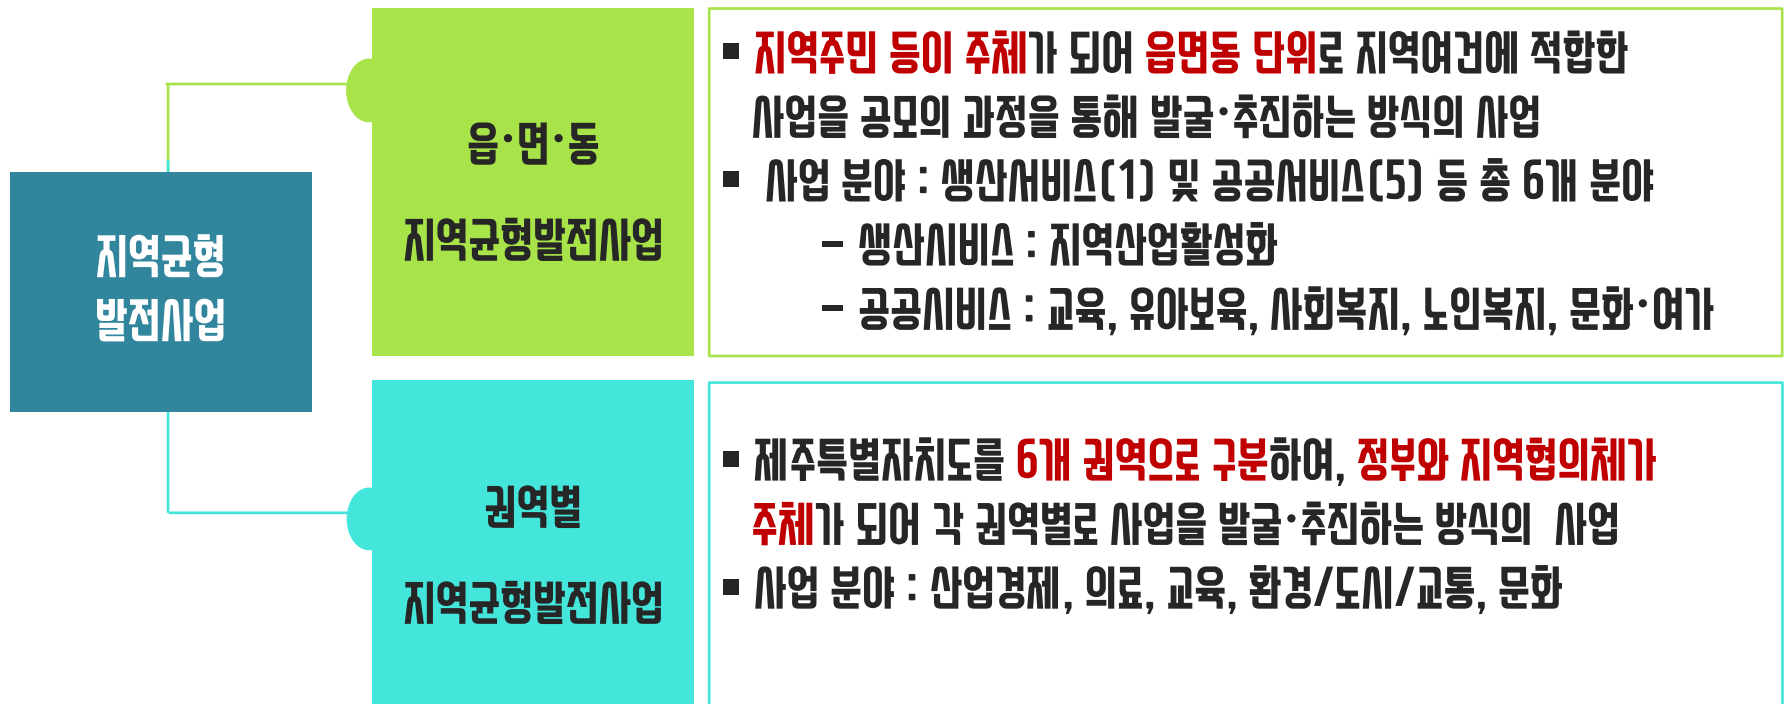 지역균형
발전사업
읍·면·동
지역균형발전사업
▪ 지역주민 등이 주체가 되어 읍면동 단위로 지역여건에 적합한
사업을 공모의 과정을 통해 발굴·추진하는 방식의 사업
▪ 사업 분야 : 생산서비스(1) 및 공공서비스(5) 등 총 6개 분야
- 생산시비스 : 지역산업활성화
- 공공시비스 : 교육, 유아보육, 사회복지, 노인복지, 문화·여가
권역별
지역균형발전사업
▪ 제주특별자치도를 6개 권역으로 구분하여, 정부와 지역협의체가
주체가 되어 각 권역별로 사업을 발굴·추진하는 방식의 사업
▪ 사업 분야 : 산업경제, 의료, 교육, 환경/도시/교통, 문화